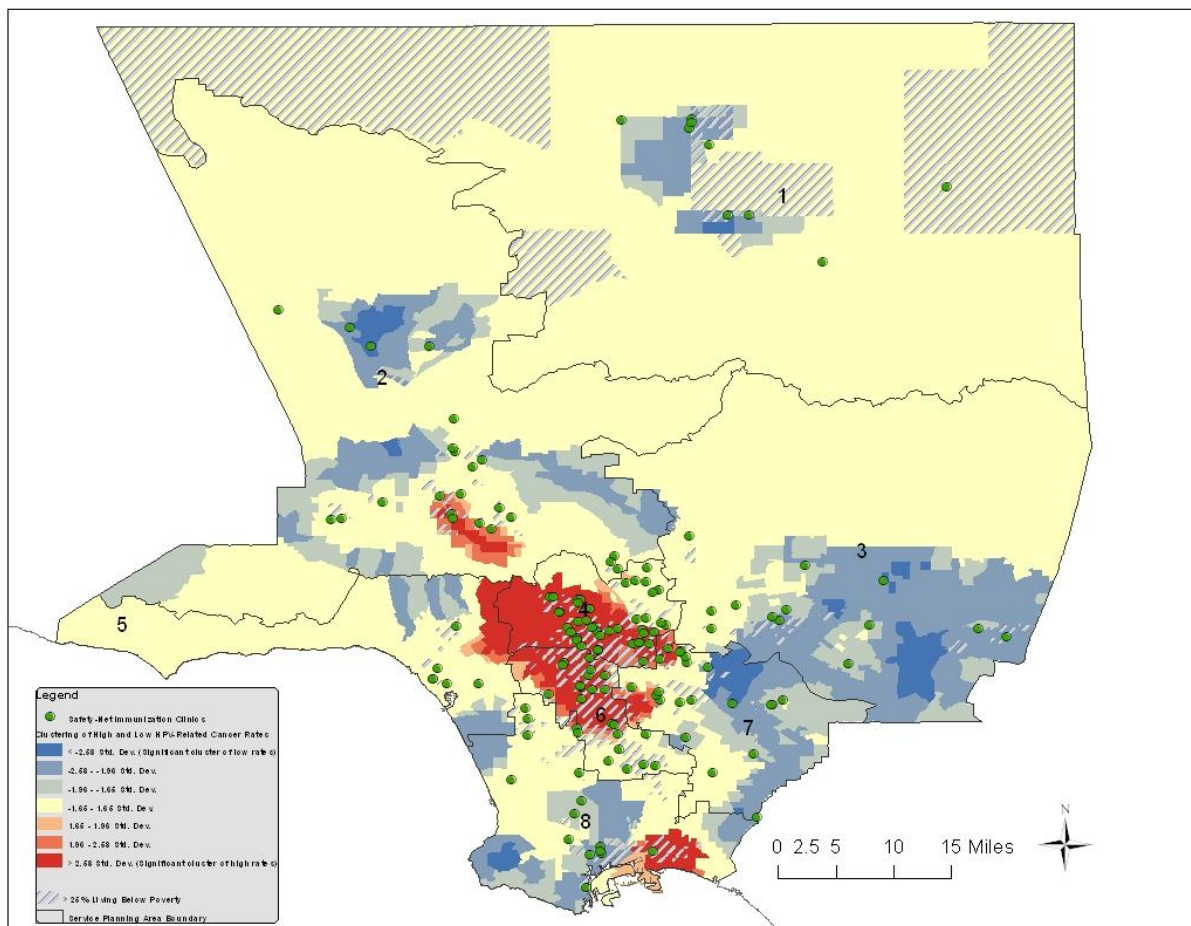 1
2
3
4
5
6
7
8
Legend
Safety-Net Immunization Clinics
Clustering of High and Low HPV-Related Cancer Rates
< -2.58 Std. Dev. (Significant cluster of low rates)
-2.58 - -1.96 Std. Dev.
-1.96 - -1.65 Std. Dev.
-1.65 - 1.65 Std. Dev.
1.65 - 1.96 Std. Dev.
1.96 - 2.58 Std. Dev.
> 2.58 Std. Dev. (Significant cluster of high rates)
> 25% Living Below Poverty
Service Planning Area Boundary
0 2.5 5 10 15 Miles
N